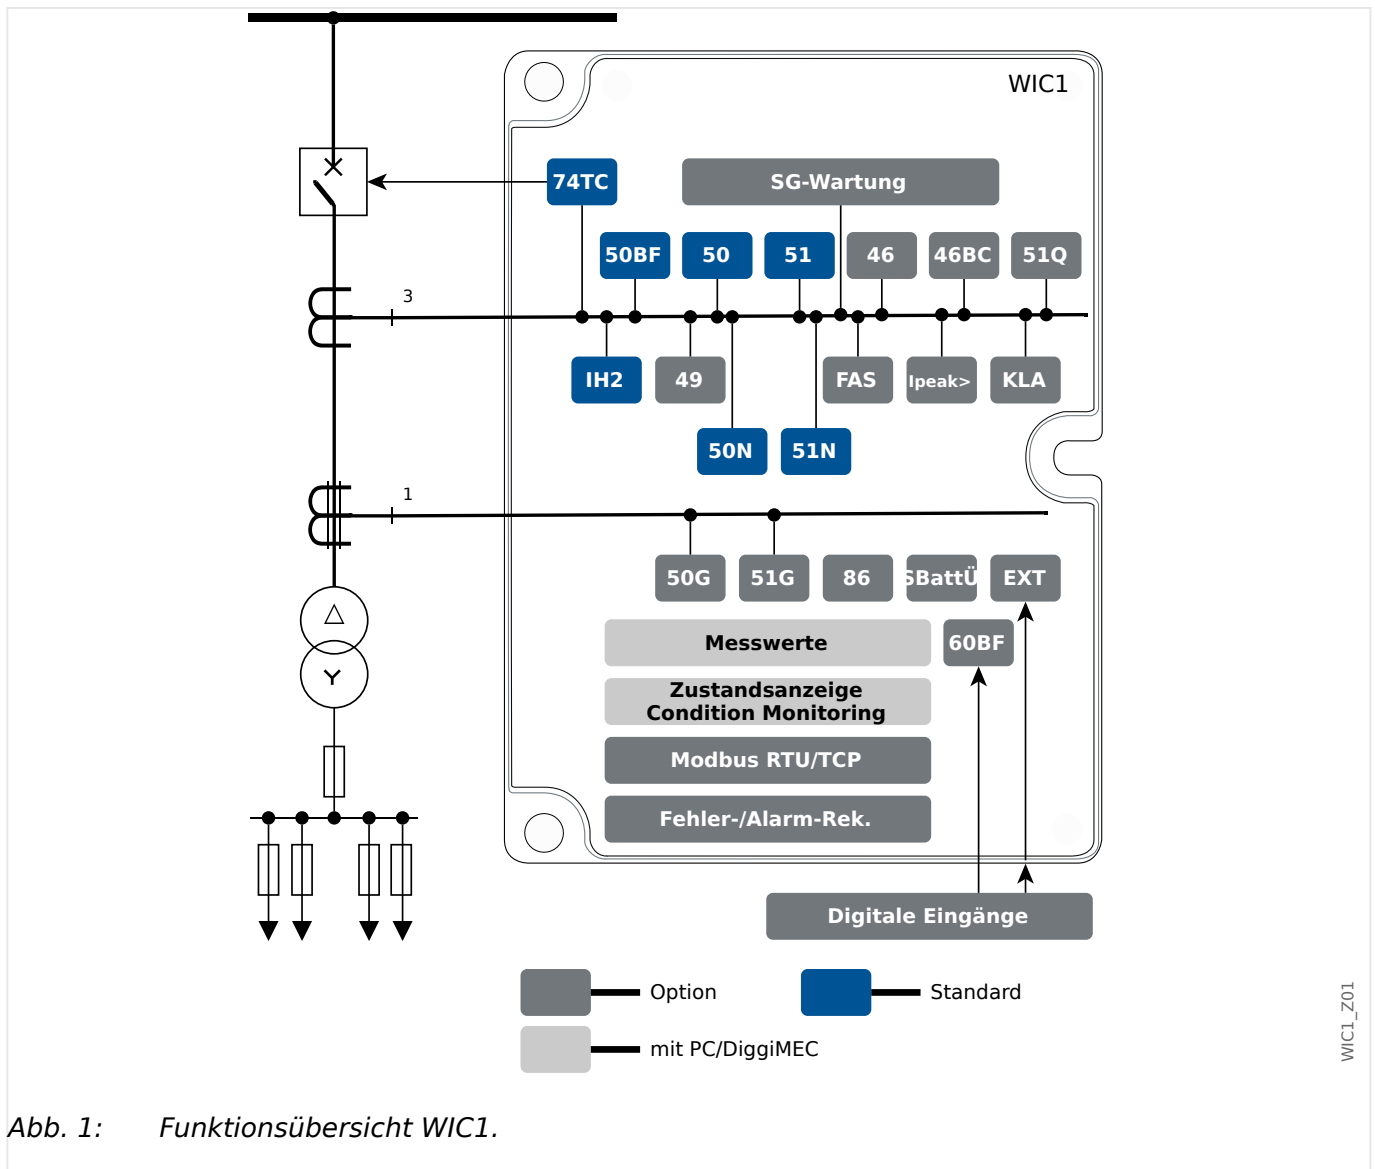 WIC1
74TC
SG-Wartung
50BF
50
51
46
46BC
51Q
3
IH2
49
FAS
Ipeak>
KLA
50N
51N
1
50G
51G
86
SBattÜ
EXT
Messwerte
60BF
Zustandsanzeige
Condition Monitoring
Modbus RTU/TCP
Fehler-/Alarm-Rek.
Digitale Eingänge
Option
Standard
mit PC/DiggiMEC
WIC1_Z01
Abb. 1: Funktionsübersicht WIC1.